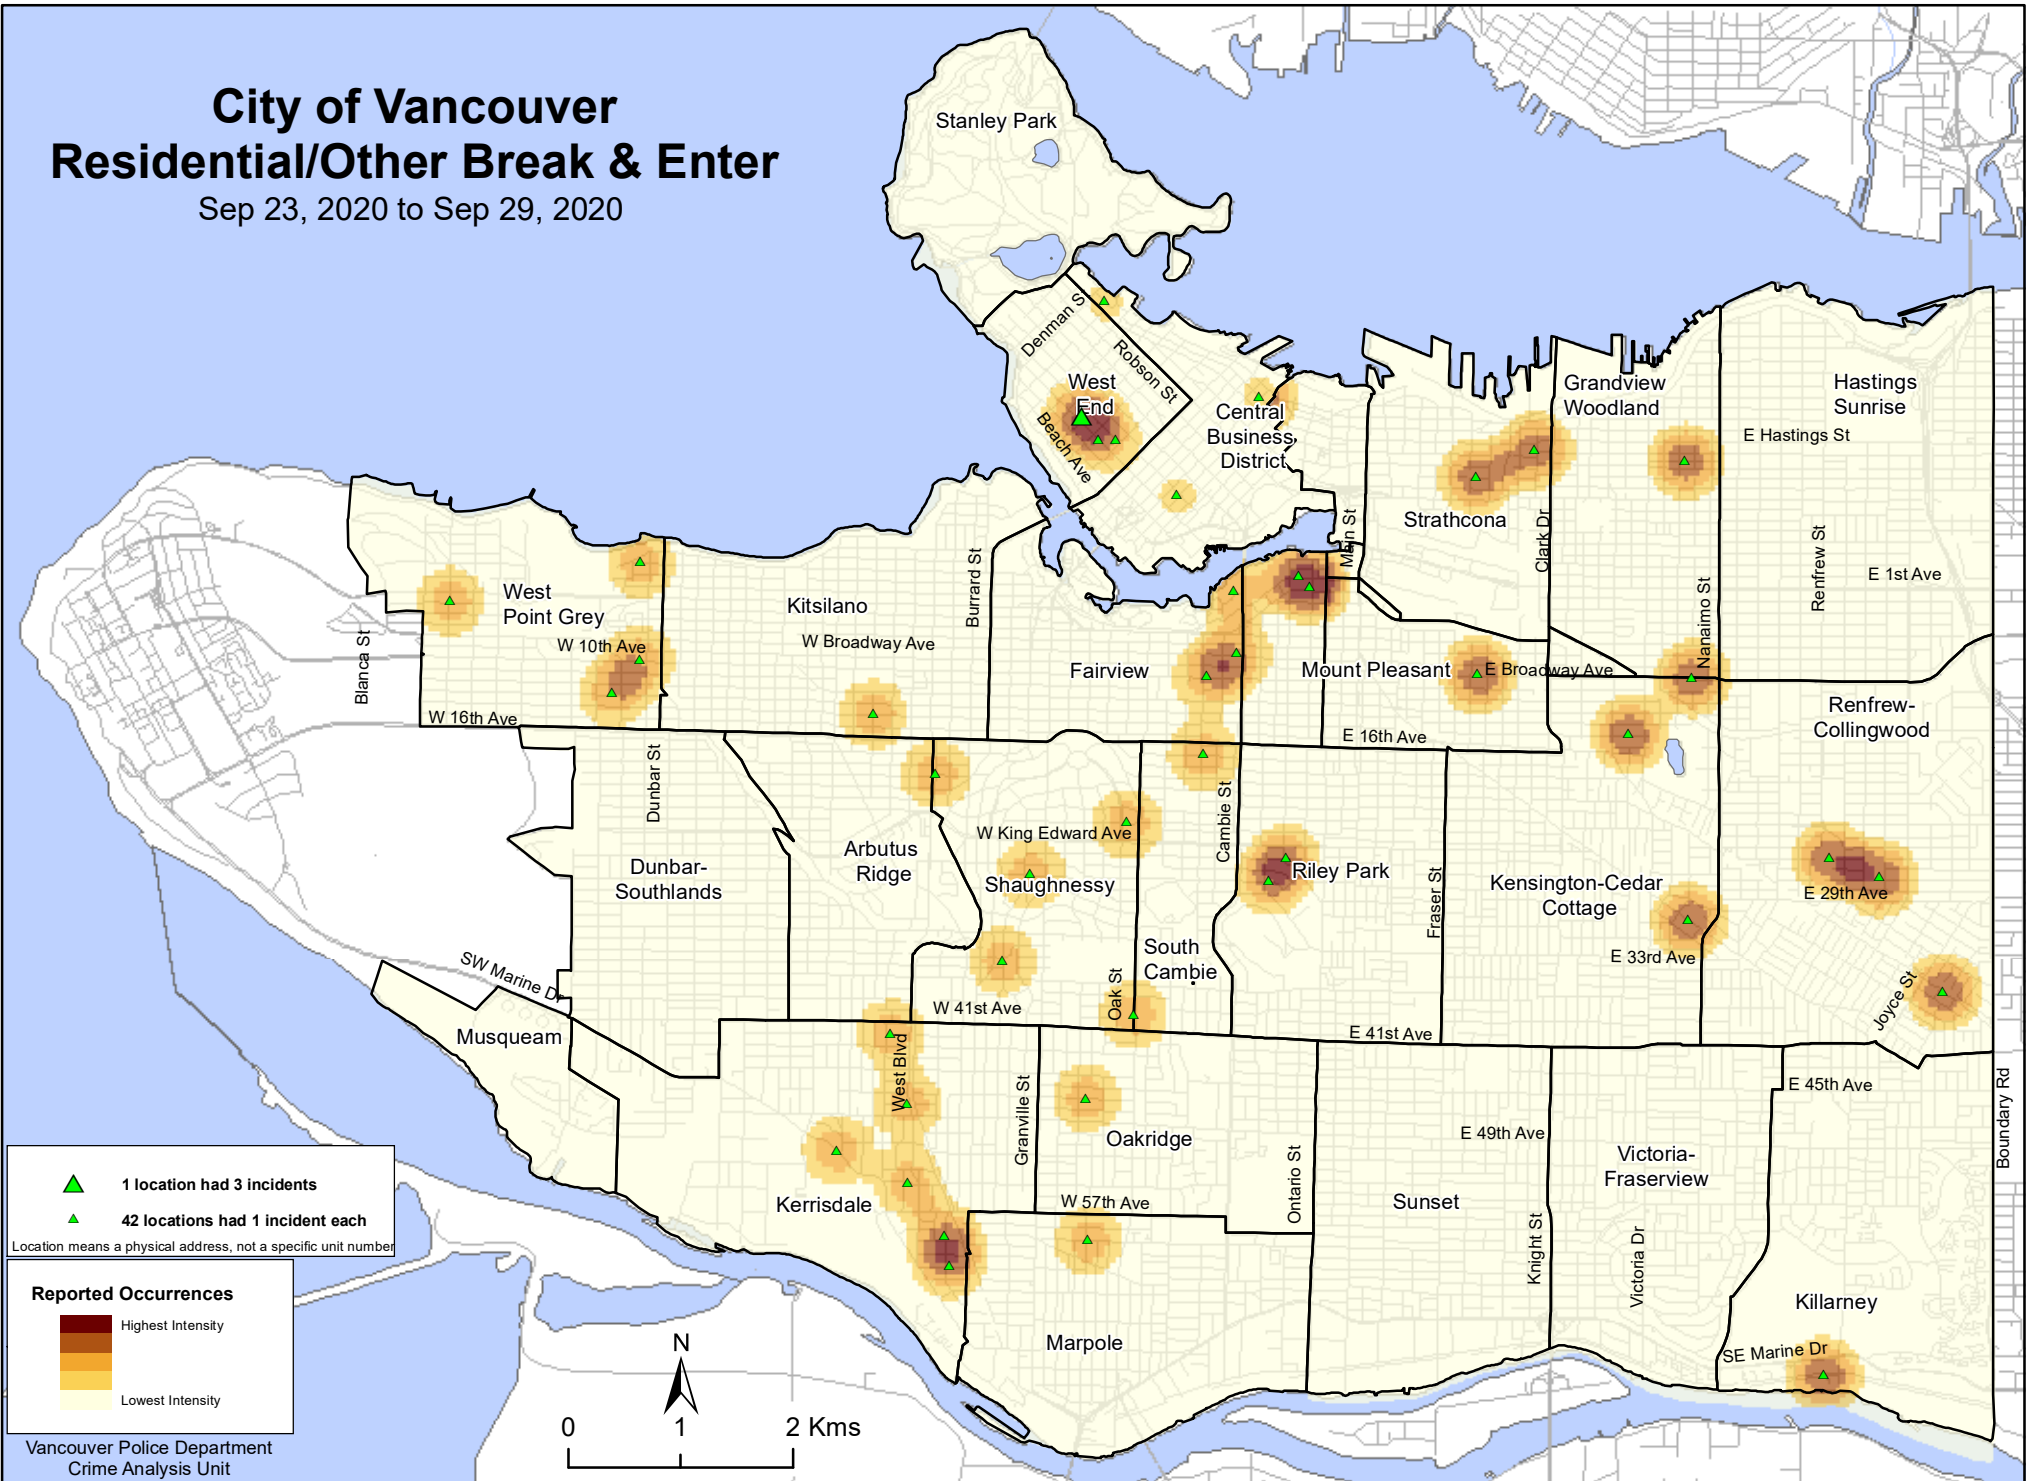 City of Vancouver
Residential/Other Break & Enter
Sep 23, 2020 to Sep 29, 2020
Stanley Park
Denman S
Robson St
West
End
Beach Ave
Central
Business
District
Grandview
Woodland
Hastings
Sunrise
E Hastings St
Strathcona
Main St
Clark Dr
Nanaimo St
Renfrew St
E 1st Ave
West
Point Grey
Kitsilano
Burrard St
W 10th Ave
W Broadway Ave
Blanca St
Fairview
Mount Pleasant
E Broadway Ave
W 16th Ave
E 16th Ave
Renfrew-
Collingwood
Dunbar St
Cambie St
W King Edward Ave
Arbutus
Ridge
Dunbar-
Southlands
Shaughnessy
Riley Park
Fraser St
Kensington-Cedar
Cottage
E 29th Ave
South
Cambie
E 33rd Ave
SW Marine Dr
Oak St
W 41st Ave
E 41st Ave
Joyce St
Musqueam
West Blvd
Granville St
E 45th Ave
Boundary Rd
Oakridge
E 49th Ave
Victoria-
Fraserview
Kerrisdale
W 57th Ave
Ontario St
Sunset
Knight St
Victoria Dr
Killarney
Marpole
SE Marine Dr
1 location had 3 incidents
42 locations had 1 incident each
Location means a physical address, not a specific unit number
Reported Occurrences
Highest Intensity
Lowest Intensity
Vancouver Police Department
Crime Analysis Unit
N
0 1 2 Kms